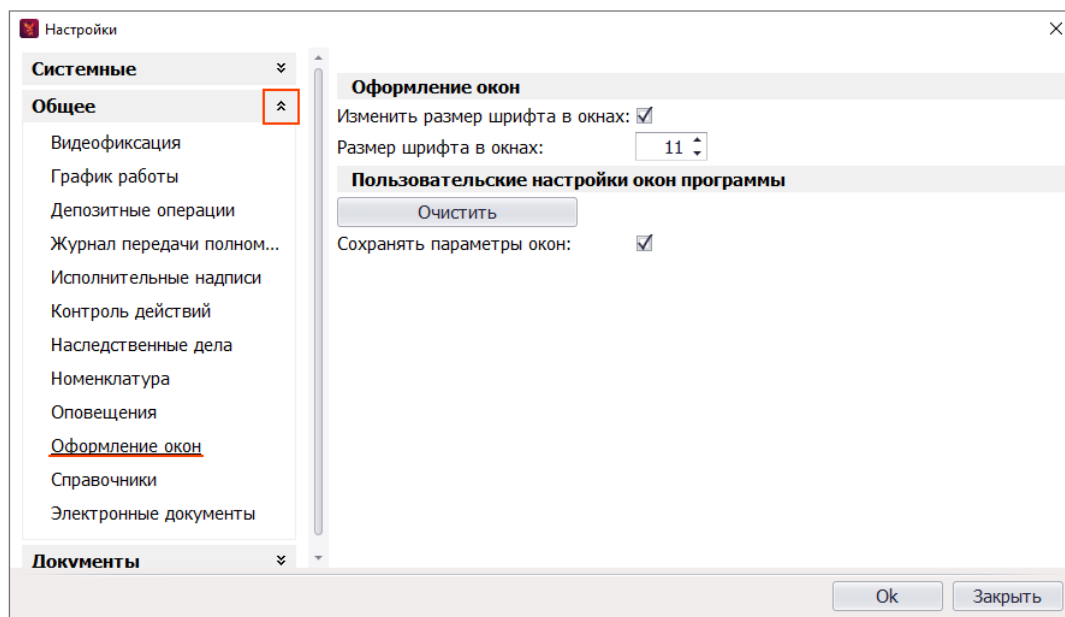 Настройки
Системные
Общее
Видеофиксация
График работы
Депозитные операции
Журнал передачи полном...
Исполнительные надписи
Контроль действий
Наследственные дела
Номенклатура
Оповещения
Оформление окон
Справочники
Электронные документы
Документы
Оформление окон
Изменить размер шрифта в окнах:
Размер шрифта в окнах: 11
Пользовательские настройки окон программы
Очистить
Сохранять параметры окон:
Ok Закрыть